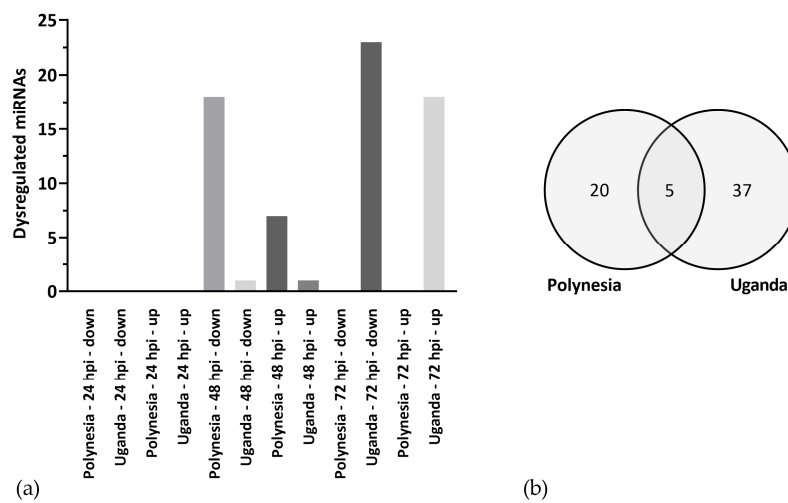 25
20
15
10
5
0
Dysregulated miRNAs
Polynesia - 24 hpi - down
Uganda - 24 hpi - down
Polynesia - 24 hpi - up
Uganda - 24 hpi - up
Polynesia - 48 hpi - down
Uganda - 48 hpi - down
Polynesia - 48 hpi - up
Uganda - 48 hpi - up
Polynesia - 72 hpi - down
Uganda - 72 hpi - down
Polynesia - 72 hpi - up
Uganda - 72 hpi - up
(a)
20 5 37
Polynesia Uganda
(b)